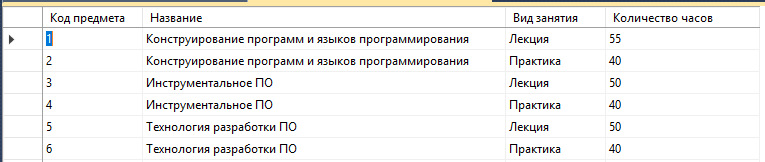 Код предмета Название Вид занятия Количество часов
1 Конструирование программ и языков программирования Лекция 55
2 Конструирование программ и языков программирования Практика 40
3 Инструментальное ПО Лекция 50
4 Инструментальное ПО Практика 40
5 Технология разработки ПО Лекция 50
6 Технология разработки ПО Практика 40